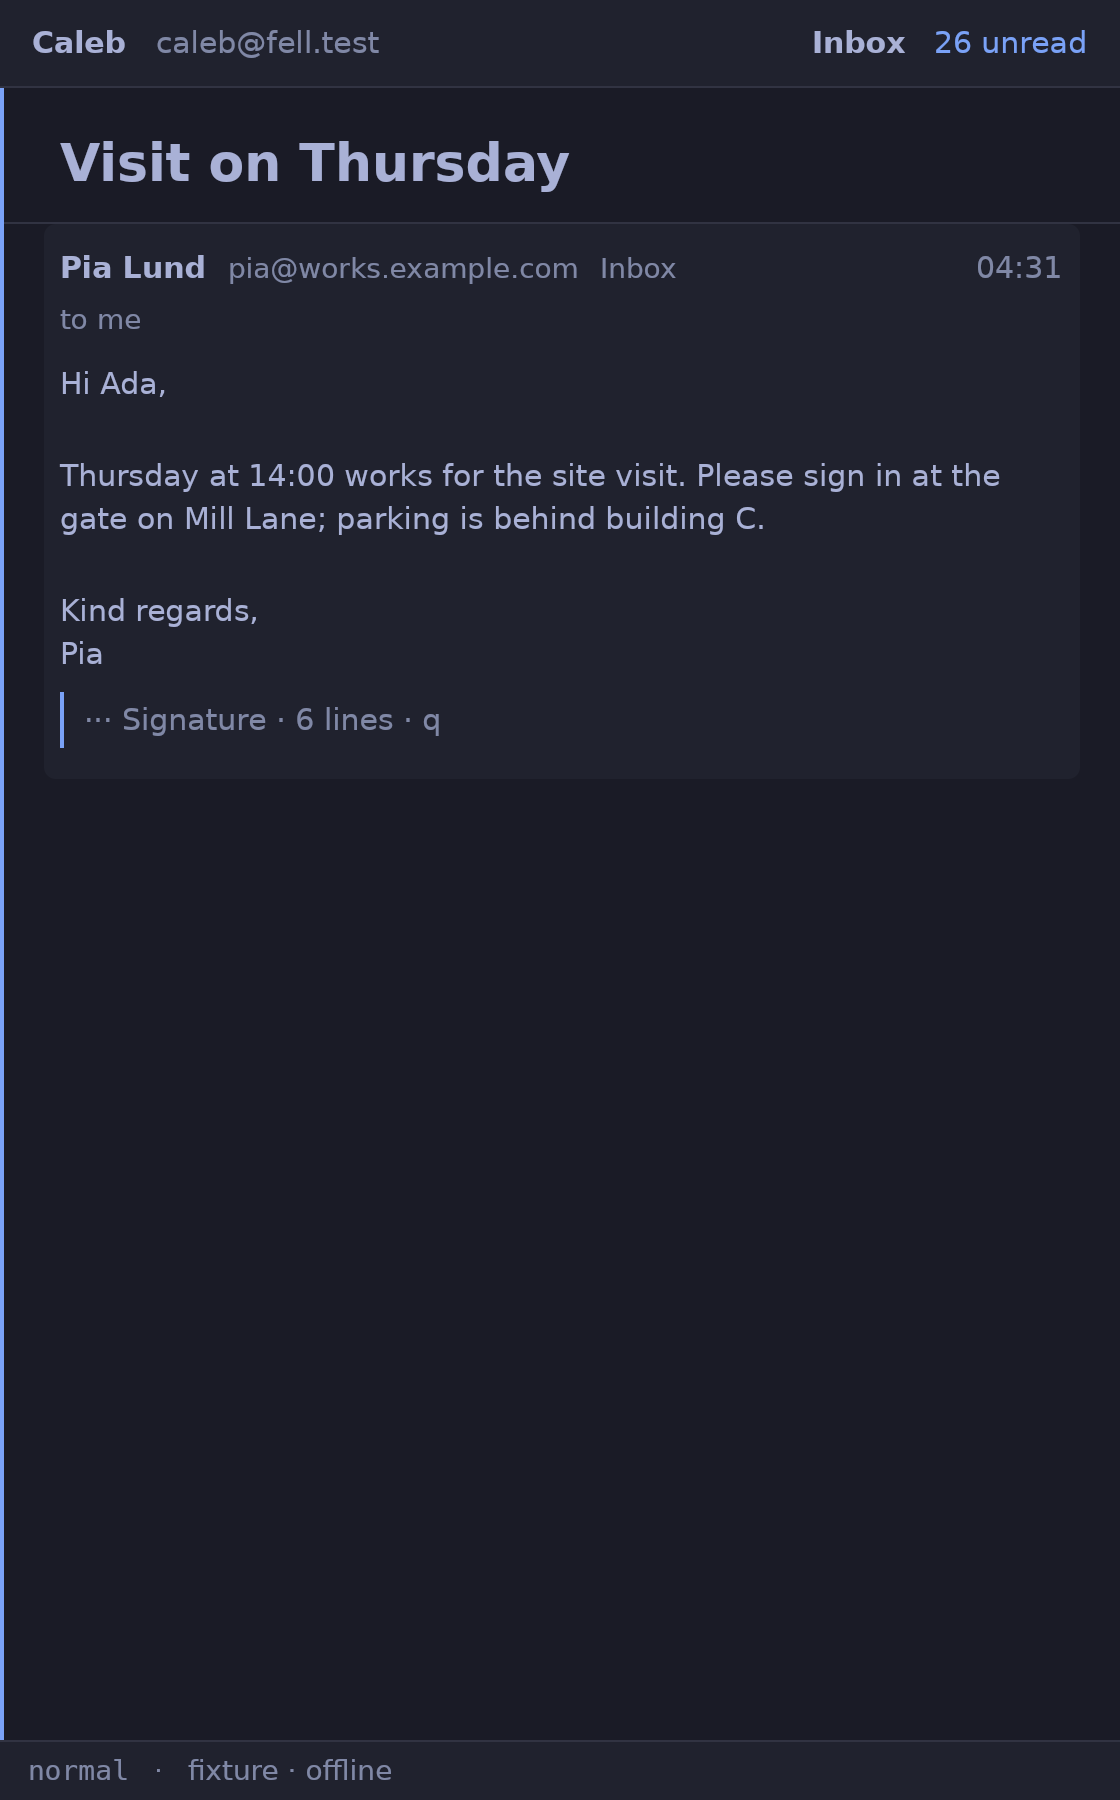 Caleb caleb@fell.test Inbox 26 unread
Visit on Thursday
Pia Lund pia@works.example.com Inbox 04:31
to me
Hi Ada,
Thursday at 14:00 works for the site visit. Please sign in at the
gate on Mill Lane; parking is behind building C.
Kind regards,
Pia
··· Signature · 6 lines · q
normal · fixture · offline